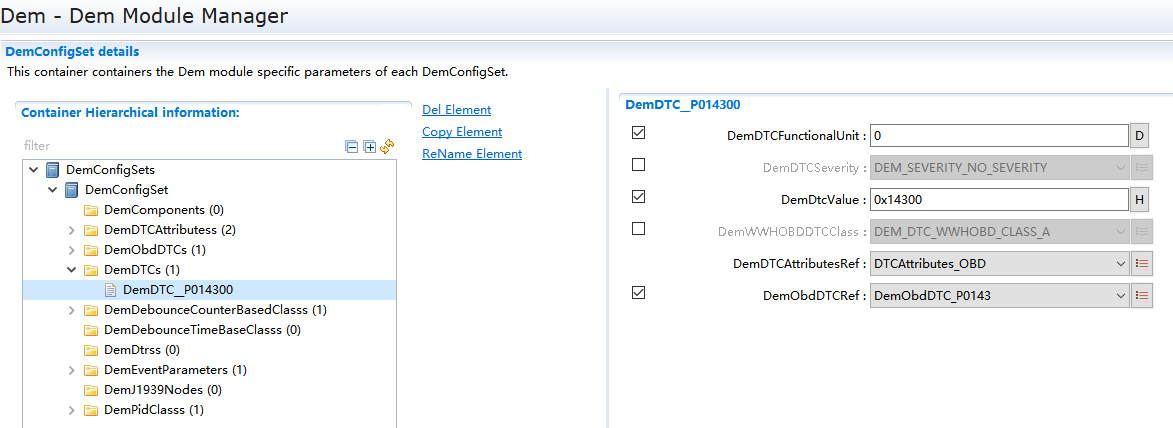 Dem - Dem Module Manager
DemConfigSet details
This container containers the Dem module specific parameters of each DemConfigSet.
Container Hierarchical information:
filter
DemConfigSets
DemConfigSet
DemComponents (0)
DemDTCAttributess (2)
DemObdDTCs (1)
DemDTCs (1)
DemDTC__P014300
DemDebounceCounterBasedClasss (1)
DemDebounceTimeBaseClasss (0)
DemDtrss (0)
DemEventParameters (1)
DemJ1939Nodes (0)
DemPidClasss (1)
Del Element
Copy Element
ReName Element
DemDTC__P014300
DemDTCFunctionalUnit : 0 D
DemDTCSeverity : DEM_SEVERITY_NO_SEVERITY
DemDtcValue : 0x14300 H
DemWWHOBDDTCClass : DEM_DTC_WWHOBD_CLASS_A
DemDTCAttributesRef : DTCAttributes_OBD
DemObdDTCRef : DemObdDTC_P0143